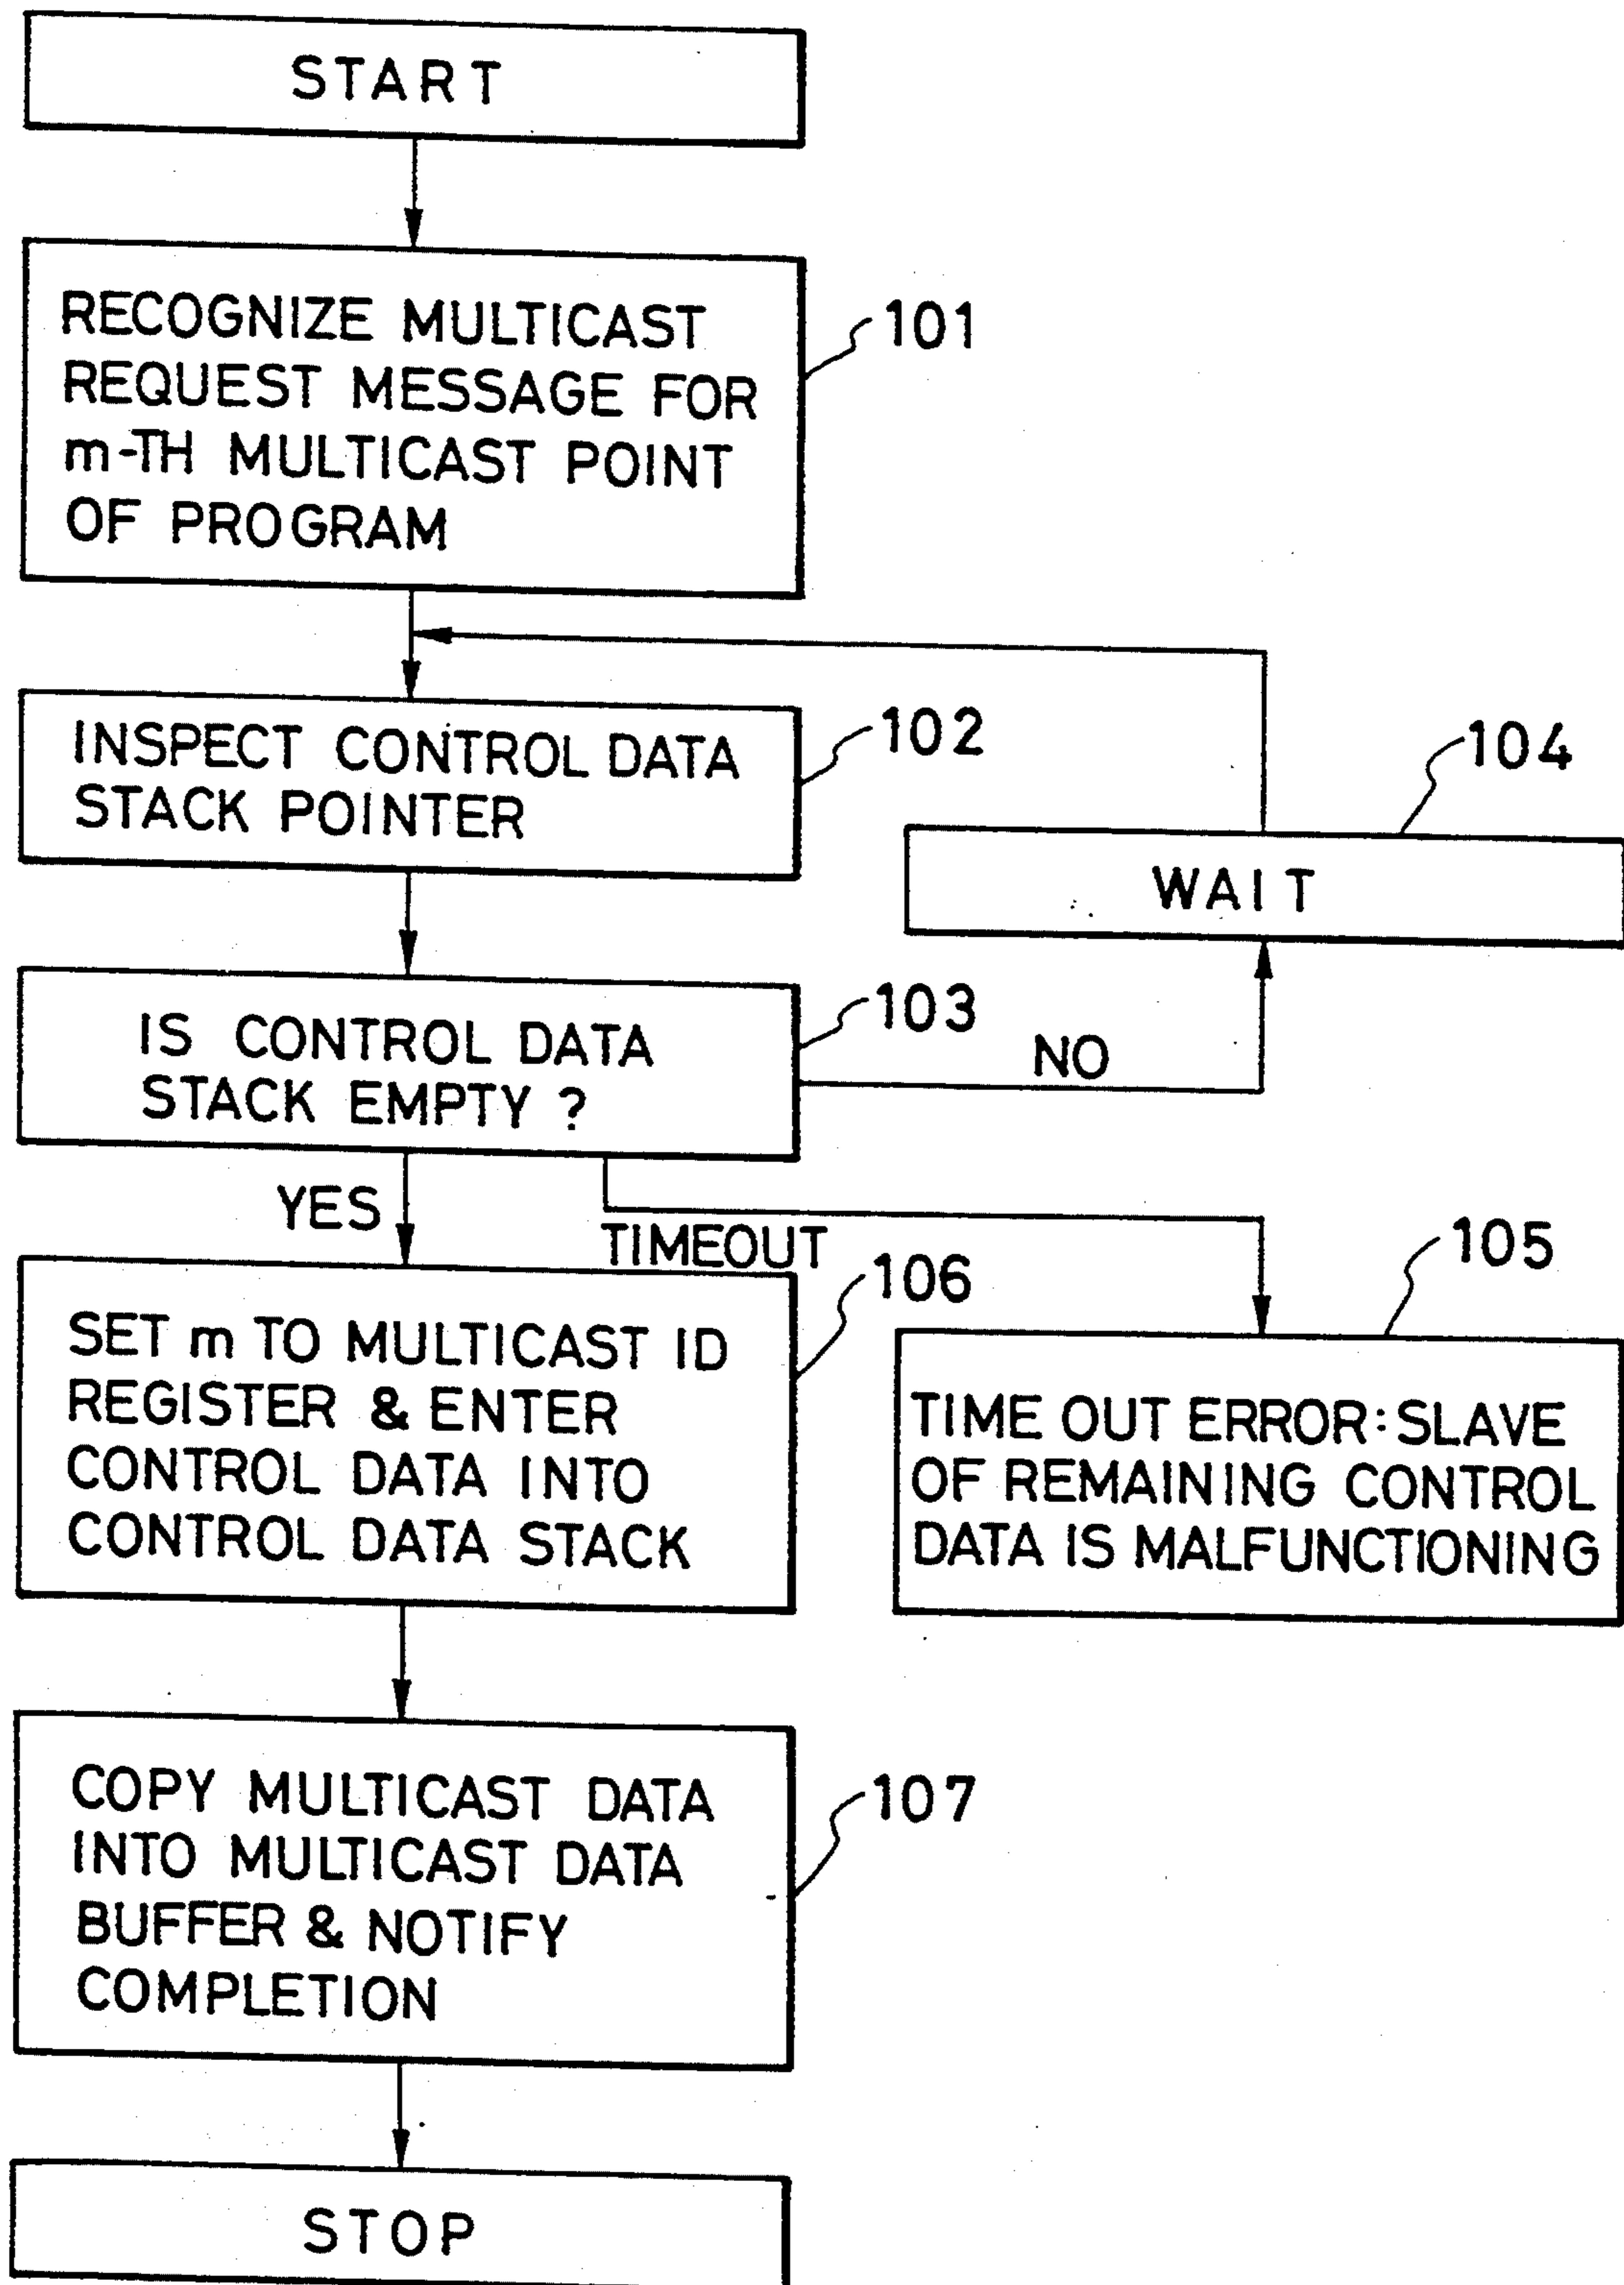 START
RECOGNIZE MULTICAST
REQUEST MESSAGE FOR
m-TH MULTICAST POINT
OF PROGRAM
101
INSPECT CONTROL DATA
STACK POINTER
102
104
WAIT
IS CONTROL DATA
STACK EMPTY ?
103
NO
YES
TIMEOUT
SET m TO MULTICAST ID
REGISTER & ENTER
CONTROL DATA INTO
CONTROL DATA STACK
106
105
TIME OUT ERROR:SLAVE
OF REMAINING CONTROL
DATA IS MALFUNCTIONING
COPY MULTICAST DATA
INTO MULTICAST DATA
BUFFER & NOTIFY
COMPLETION
107
STOP